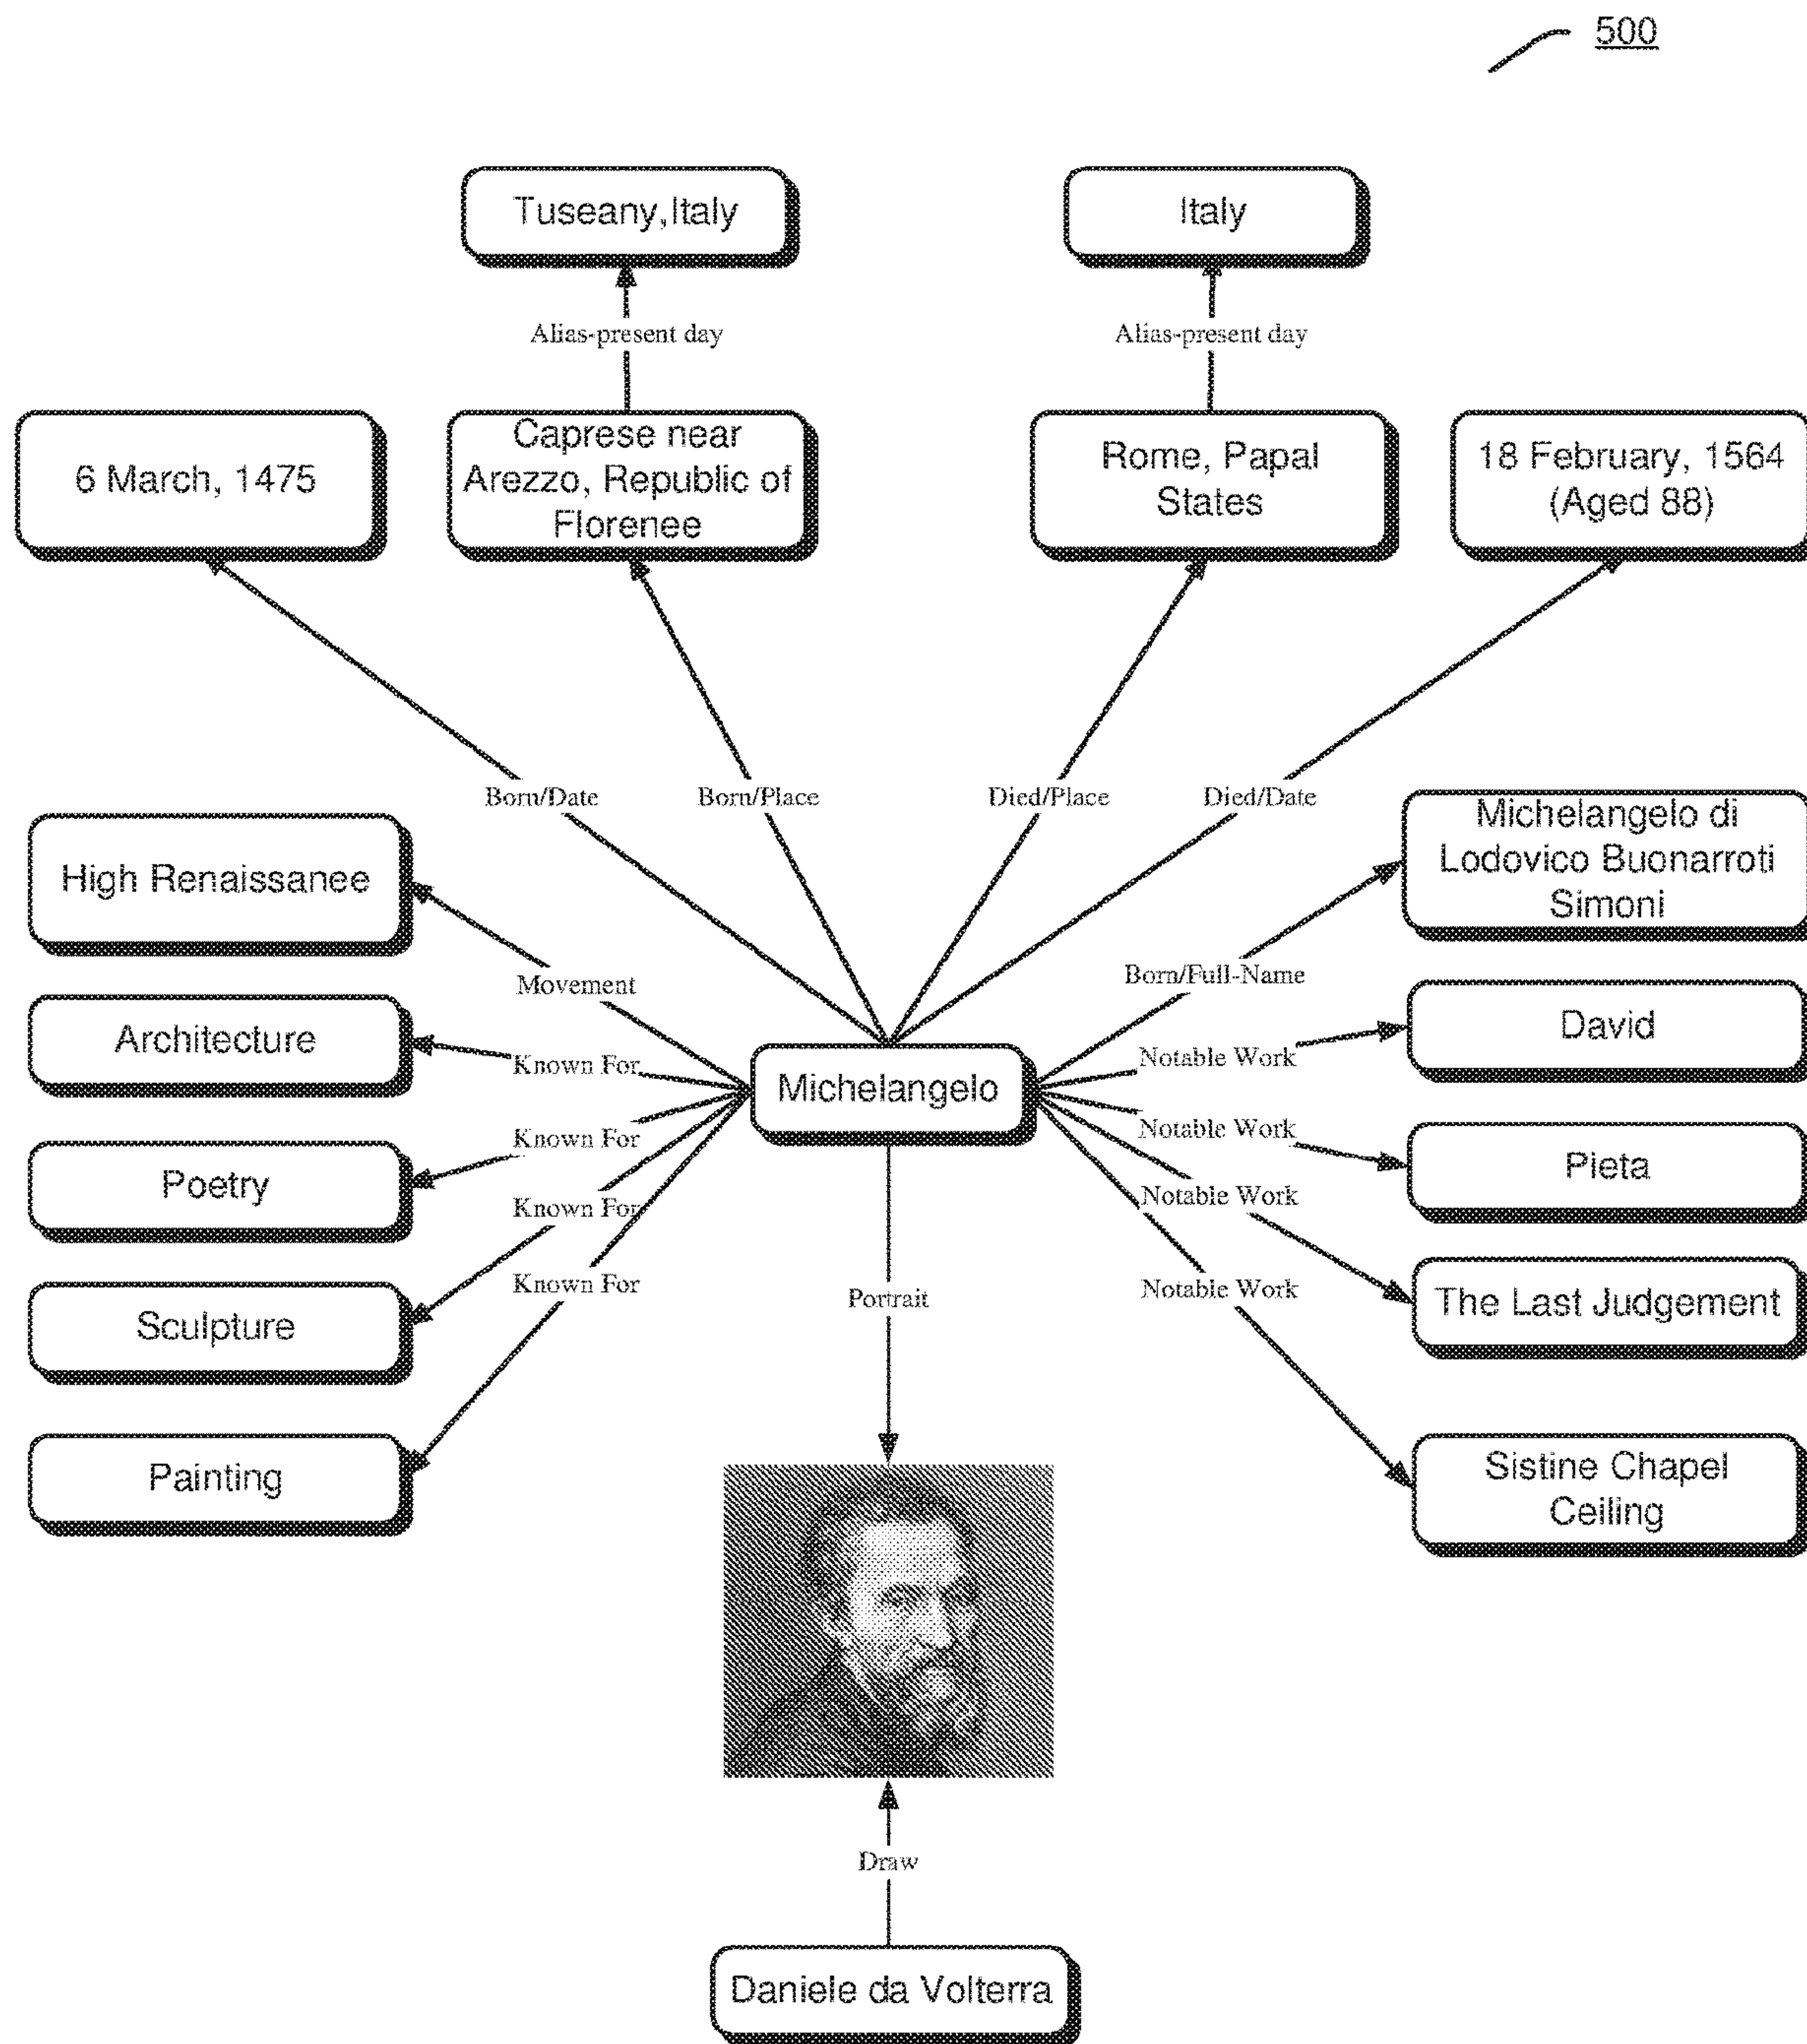 500
Tuseany,Italy
Italy
Alias-present day
Alias-present day
6 March, 1475
Caprese near
Arezzo, Republic of
Florenee
Rome, Papal
States
18 February, 1564
(Aged 88)
Born/Date
Born/Place
Died/Place
Died/Date
High Renaissanee
Michelangelo di
Lodovico Buonarroti
Simoni
Movement
Born/Full-Name
Architecture
Known For
Michelangelo
Notable Work
David
Poetry
Known For
Notable Work
Pieta
Sculpture
Known For
Notable Work
The Last Judgement
Painting
Known For
Portrait
Notable Work
Sistine Chapel
Ceiling
Draw
Daniele da Volterra